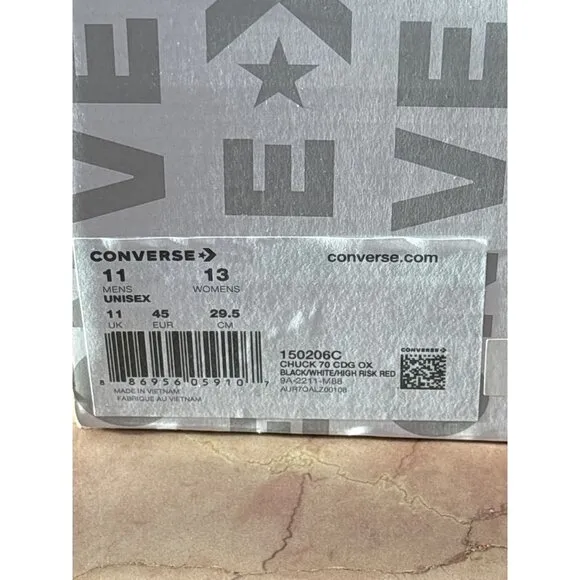 CONVERSE
converse.com
11 13
MENS WOMENS
UNISEX
11 45 29.5
UK EUR CM
8 86956 05910 7
150206C
CHUCK 70 CDG OX
BLACK/WHITE/HIGH RISK RED
9A-2211-M88
AUR7OALZ00108
CONVERSE
MADE IN VIETNAM
FABRIQUE AU VIETNAM